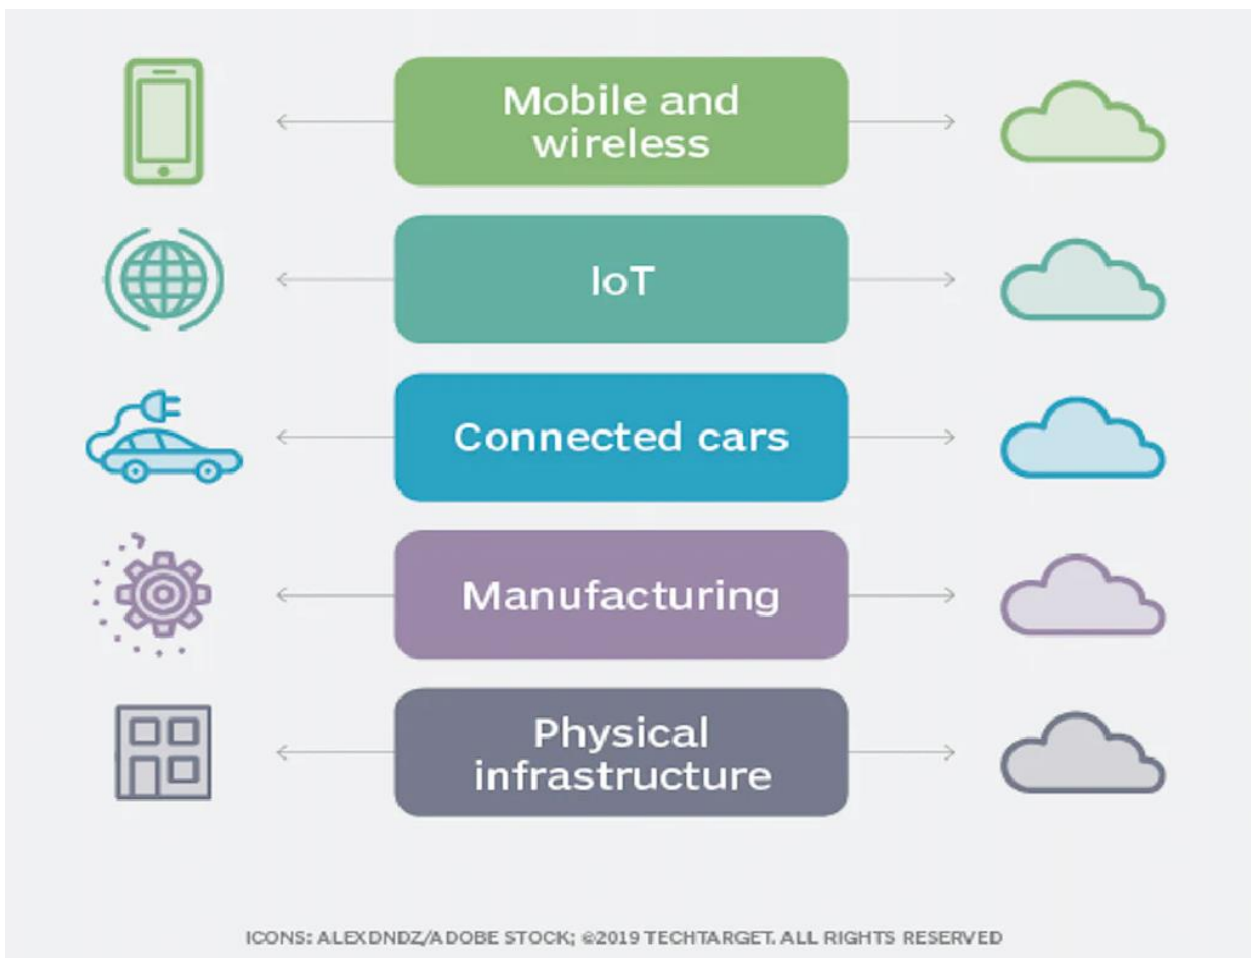 Mobile and
wireless
IoT
Connected cars
Manufacturing
Physical
infrastructure
ICONS: ALEXDNDZ/ADOBE STOCK; ©2019 TECHTARGET. ALL RIGHTS RESERVED